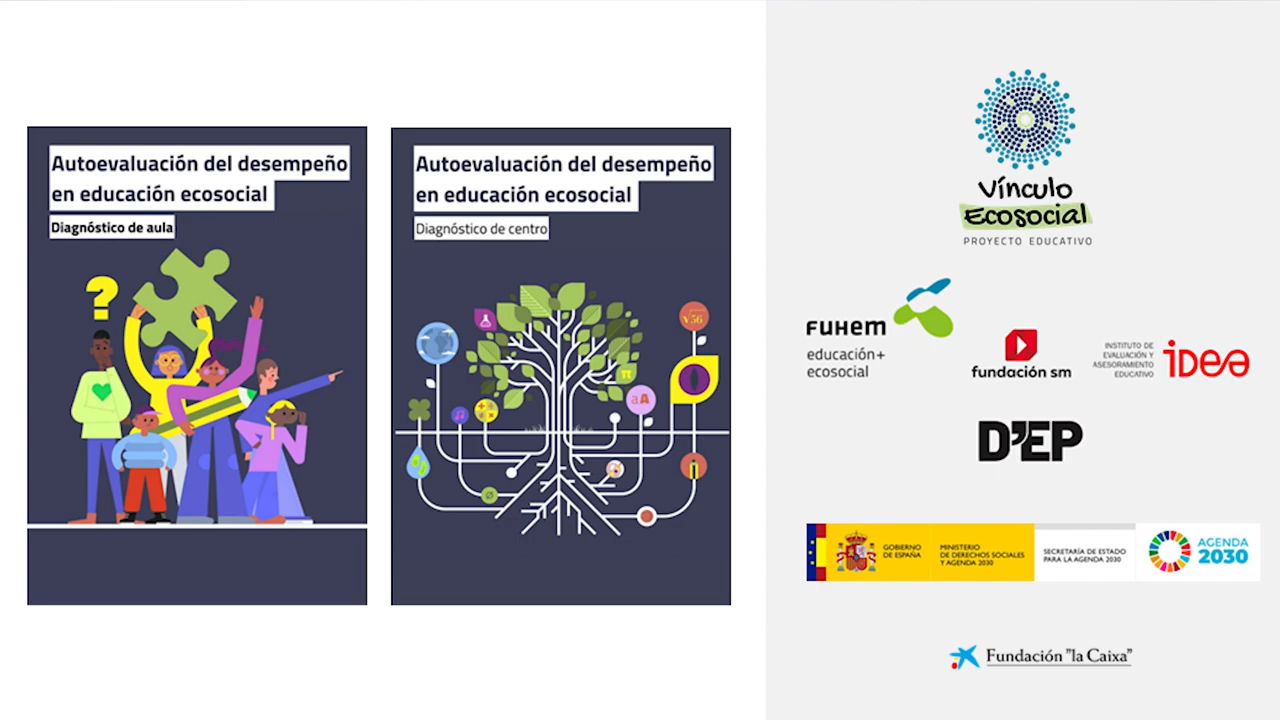 Autoevaluación del desempeño
en educación ecosocial
Diagnóstico de aula
?
Autoevaluación del desempeño
en educación ecosocial
Diagnóstico de centro
√56
π
aA
Vínculo
Ecosocial
PROYECTO EDUCATIVO
FUHEM
educación+
ecosocial
fundación sm
INSTITUTO DE
EVALUACIÓN Y
ASESORAMIENTO
EDUCATIVO
iDEA
D'EP
GOBIERNO
DE ESPAÑA
MINISTERIO
DE DERECHOS SOCIALES
Y AGENDA 2030
SECRETARÍA DE ESTADO
PARA LA AGENDA 2030
AGENDA
2030
Fundación "la Caixa"